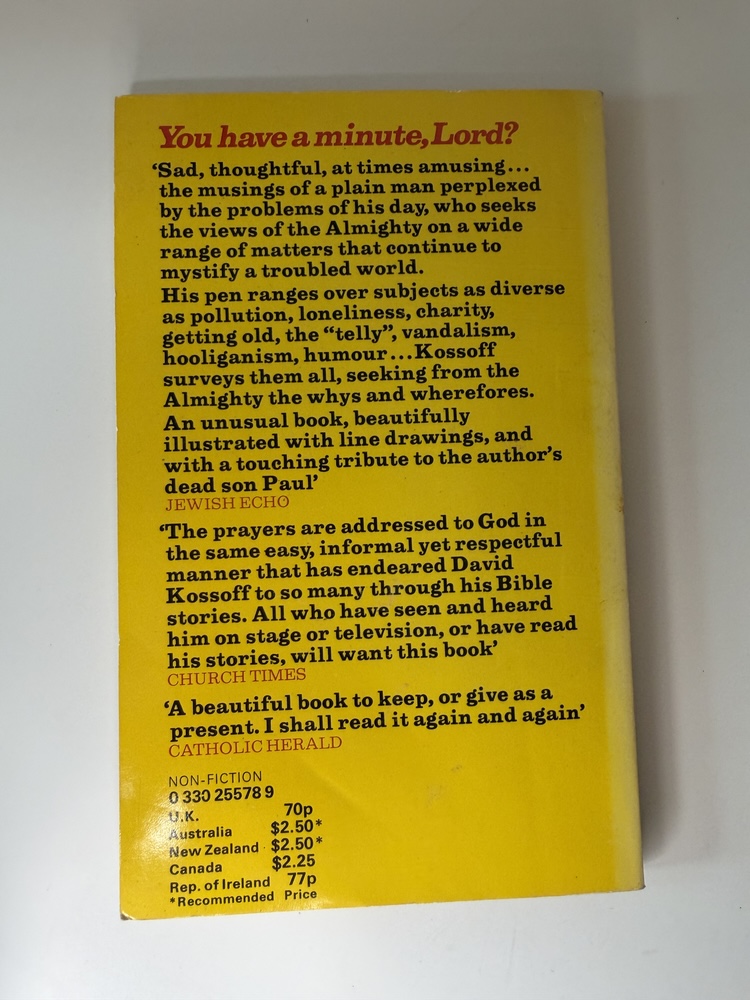 You have a minute, Lord?
‘Sad, thoughtful, at times amusing...
the musings of a plain man perplexed
by the problems of his day, who seeks
the views of the Almighty on a wide
range of matters that continue to
mystify a troubled world.
His pen ranges over subjects as diverse
as pollution, loneliness, charity,
getting old, the “telly”, vandalism,
hooliganism, humour...Kossoff
surveys them all, seeking from the
Almighty the whys and wherefores.
An unusual book, beautifully
illustrated with line drawings, and
with a touching tribute to the author’s
dead son Paul’
JEWISH ECHO
‘The prayers are addressed to God in
the same easy, informal yet respectful
manner that has endeared David
Kossoff to so many through his Bible
stories. All who have seen and heard
him on stage or television, or have read
his stories, will want this book’
CHURCH TIMES
‘A beautiful book to keep, or give as a
present. I shall read it again and again’
CATHOLIC HERALD
NON-FICTION
0 330 25578 9
U.K. 70p
Australia $2.50*
New Zealand $2.50*
Canada $2.25
Rep. of Ireland 77p
*Recommended Price